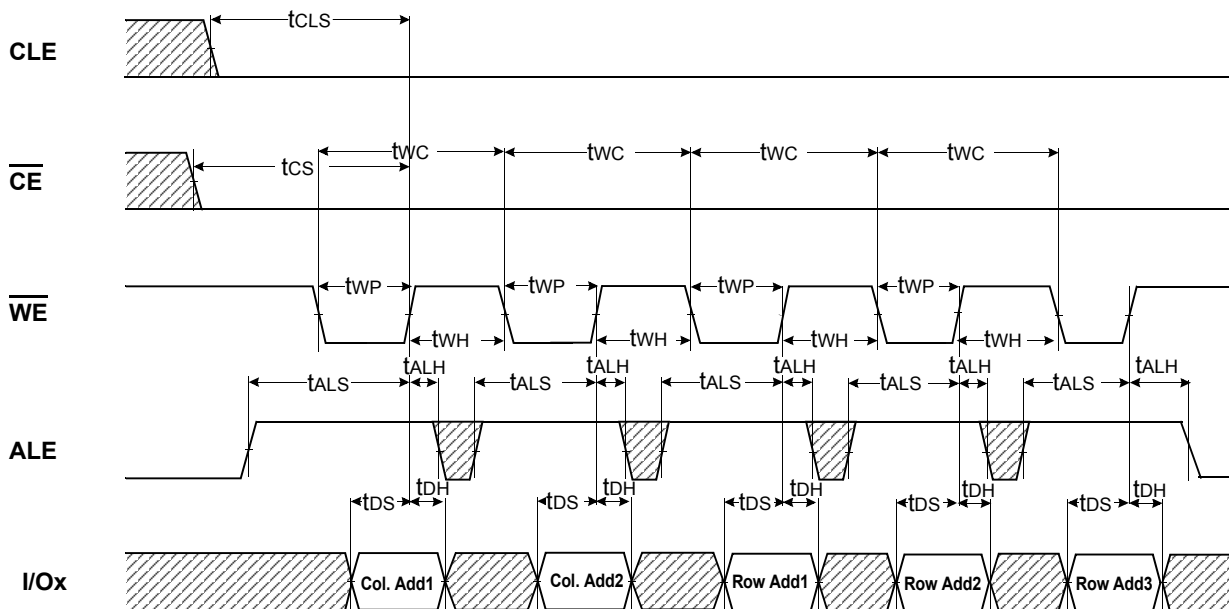 CLE
tCLS
CE
tCS
tWC tWC tWC tWC
WE
tWP tWP tWP tWP
tWH tWH tWH tWH
ALE
tALS tALH tALS tALH tALS tALH tALS tALH tALS tALH
tDS tDH tDS tDH tDS tDH tDS tDH tDS tDH
I/Ox
Col. Add1 Col. Add2 Row Add1 Row Add2 Row Add3